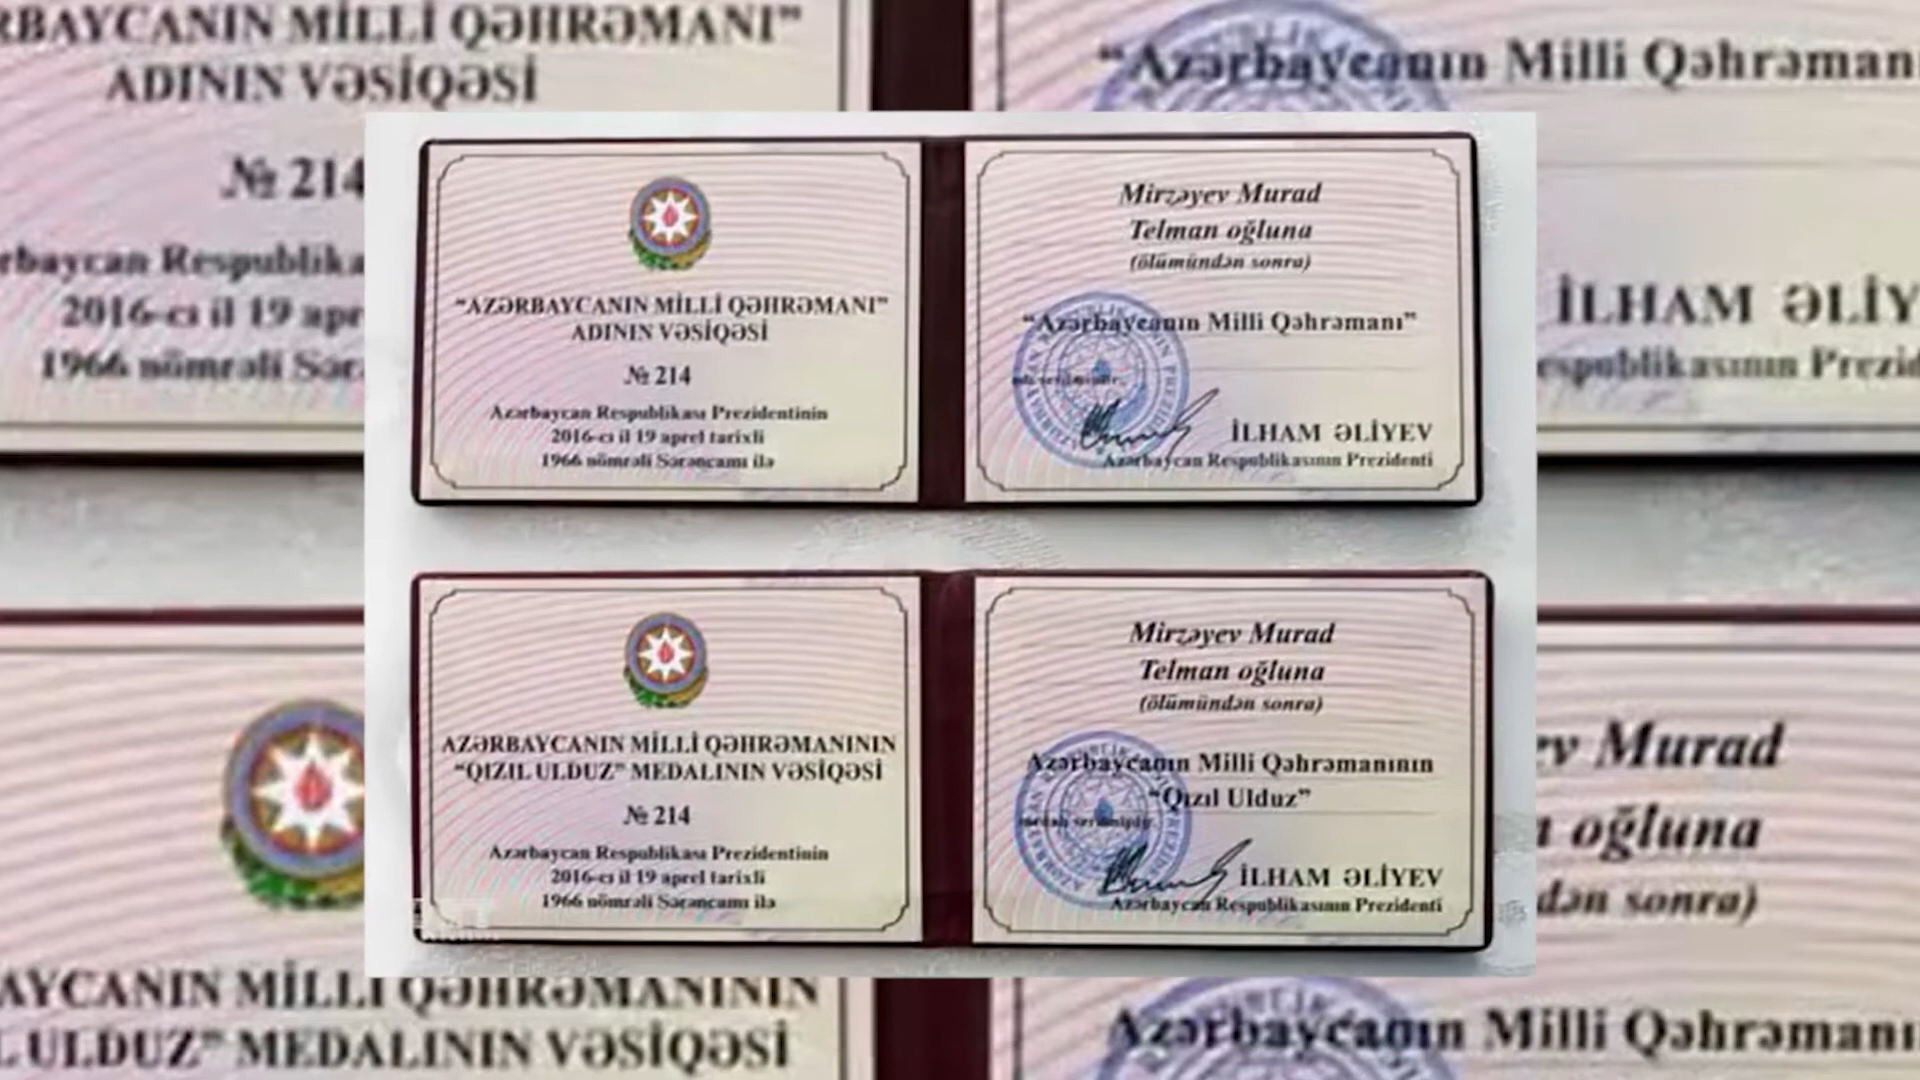 “AZƏRBAYCANIN MİLLİ QƏHRƏMANI”
ADININ VƏSİQƏSİ
№ 214
Azərbaycan Respublikası Prezidentinin
2016-cı il 19 aprel tarixli
1966 nömrəli Sərəncamı ilə
Mirzəyev Murad
Telman oğluna
(ölümündən sonra)
“Azərbaycanın Milli Qəhrəmanı”
İLHAM ƏLİYEV
Azərbaycan Respublikasının Prezidenti
AZƏRBAYCANIN MİLLİ QƏHRƏMANININ
“QIZIL ULDUZ” MEDALININ VƏSİQƏSİ
№ 214
Azərbaycan Respublikası Prezidentinin
2016-cı il 19 aprel tarixli
1966 nömrəli Sərəncamı ilə
Mirzəyev Murad
Telman oğluna
(ölümündən sonra)
Azərbaycanın Milli Qəhrəmanının
“Qızıl Ulduz”
medalı verilmişdir.
İLHAM ƏLİYEV
Azərbaycan Respublikasının Prezidenti